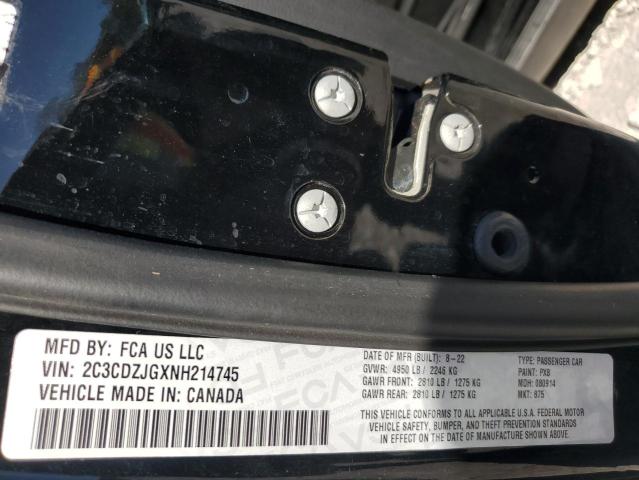 MFD BY: FCA US LLC
VIN: 2C3CDZJGXNH214745
VEHICLE MADE IN: CANADA
DATE OF MFR (BUILT): 8-22
GVWR: 4950 LB / 2246 KG
GAWR FRONT: 2810 LB / 1275 KG
GAWR REAR: 2810 LB / 1275 KG
TYPE: PASSENGER CAR
PAINT: PX8
MDH: 080914
MKT: 875
THIS VEHICLE CONFORMS TO ALL APPLICABLE U.S.A. FEDERAL MOTOR
VEHICLE SAFETY, BUMPER, AND THEFT PREVENTION STANDARDS
IN EFFECT ON THE DATE OF MANUFACTURE SHOWN ABOVE.